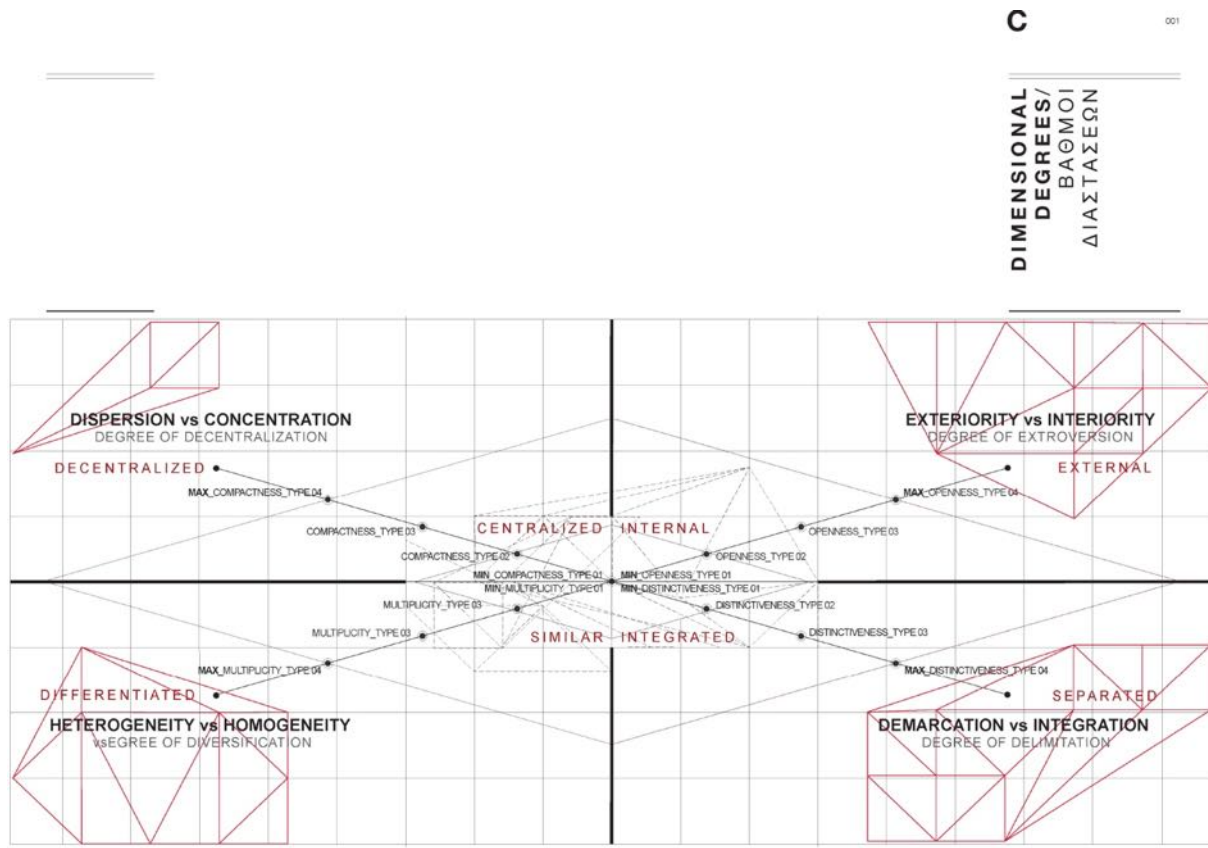 C
001
DIMENSIONAL
DEGREES/
ΒΑΘΜΟΙ
ΔΙΑΣΤΑΣΕΩΝ
DISPERSION vs CONCENTRATION
DEGREE OF DECENTRALIZATION
DECENTRALIZED
MAX_COMPACTNESS_TYPE 04
COMPACTNESS_TYPE 03
CENTRALIZED
COMPACTNESS_TYPE 02
MIN_COMPACTNESS_TYPE 01
EXTERIORITY vs INTERIORITY
DEGREE OF EXTROVERSION
EXTERNAL
MAX_OPENNESS_TYPE 04
OPENNESS_TYPE 03
INTERNAL
OPENNESS_TYPE 02
MIN_OPENNESS_TYPE 01
MIN_MULTIPLICITY_TYPE 01
MULTIPLICITY_TYPE 03
MULTIPLICITY_TYPE 03
SIMILAR
MAX_MULTIPLICITY_TYPE 04
DIFFERENTIATED
HETEROGENEITY vs HOMOGENEITY
vsEGREE OF DIVERSIFICATION
MIN_DISTINCTIVENESS_TYPE 01
DISTINCTIVENESS_TYPE 02
DISTINCTIVENESS_TYPE 03
INTEGRATED
MAX_DISTINCTIVENESS_TYPE 04
SEPARATED
DEMARCATION vs INTEGRATION
DEGREE OF DELIMITATION